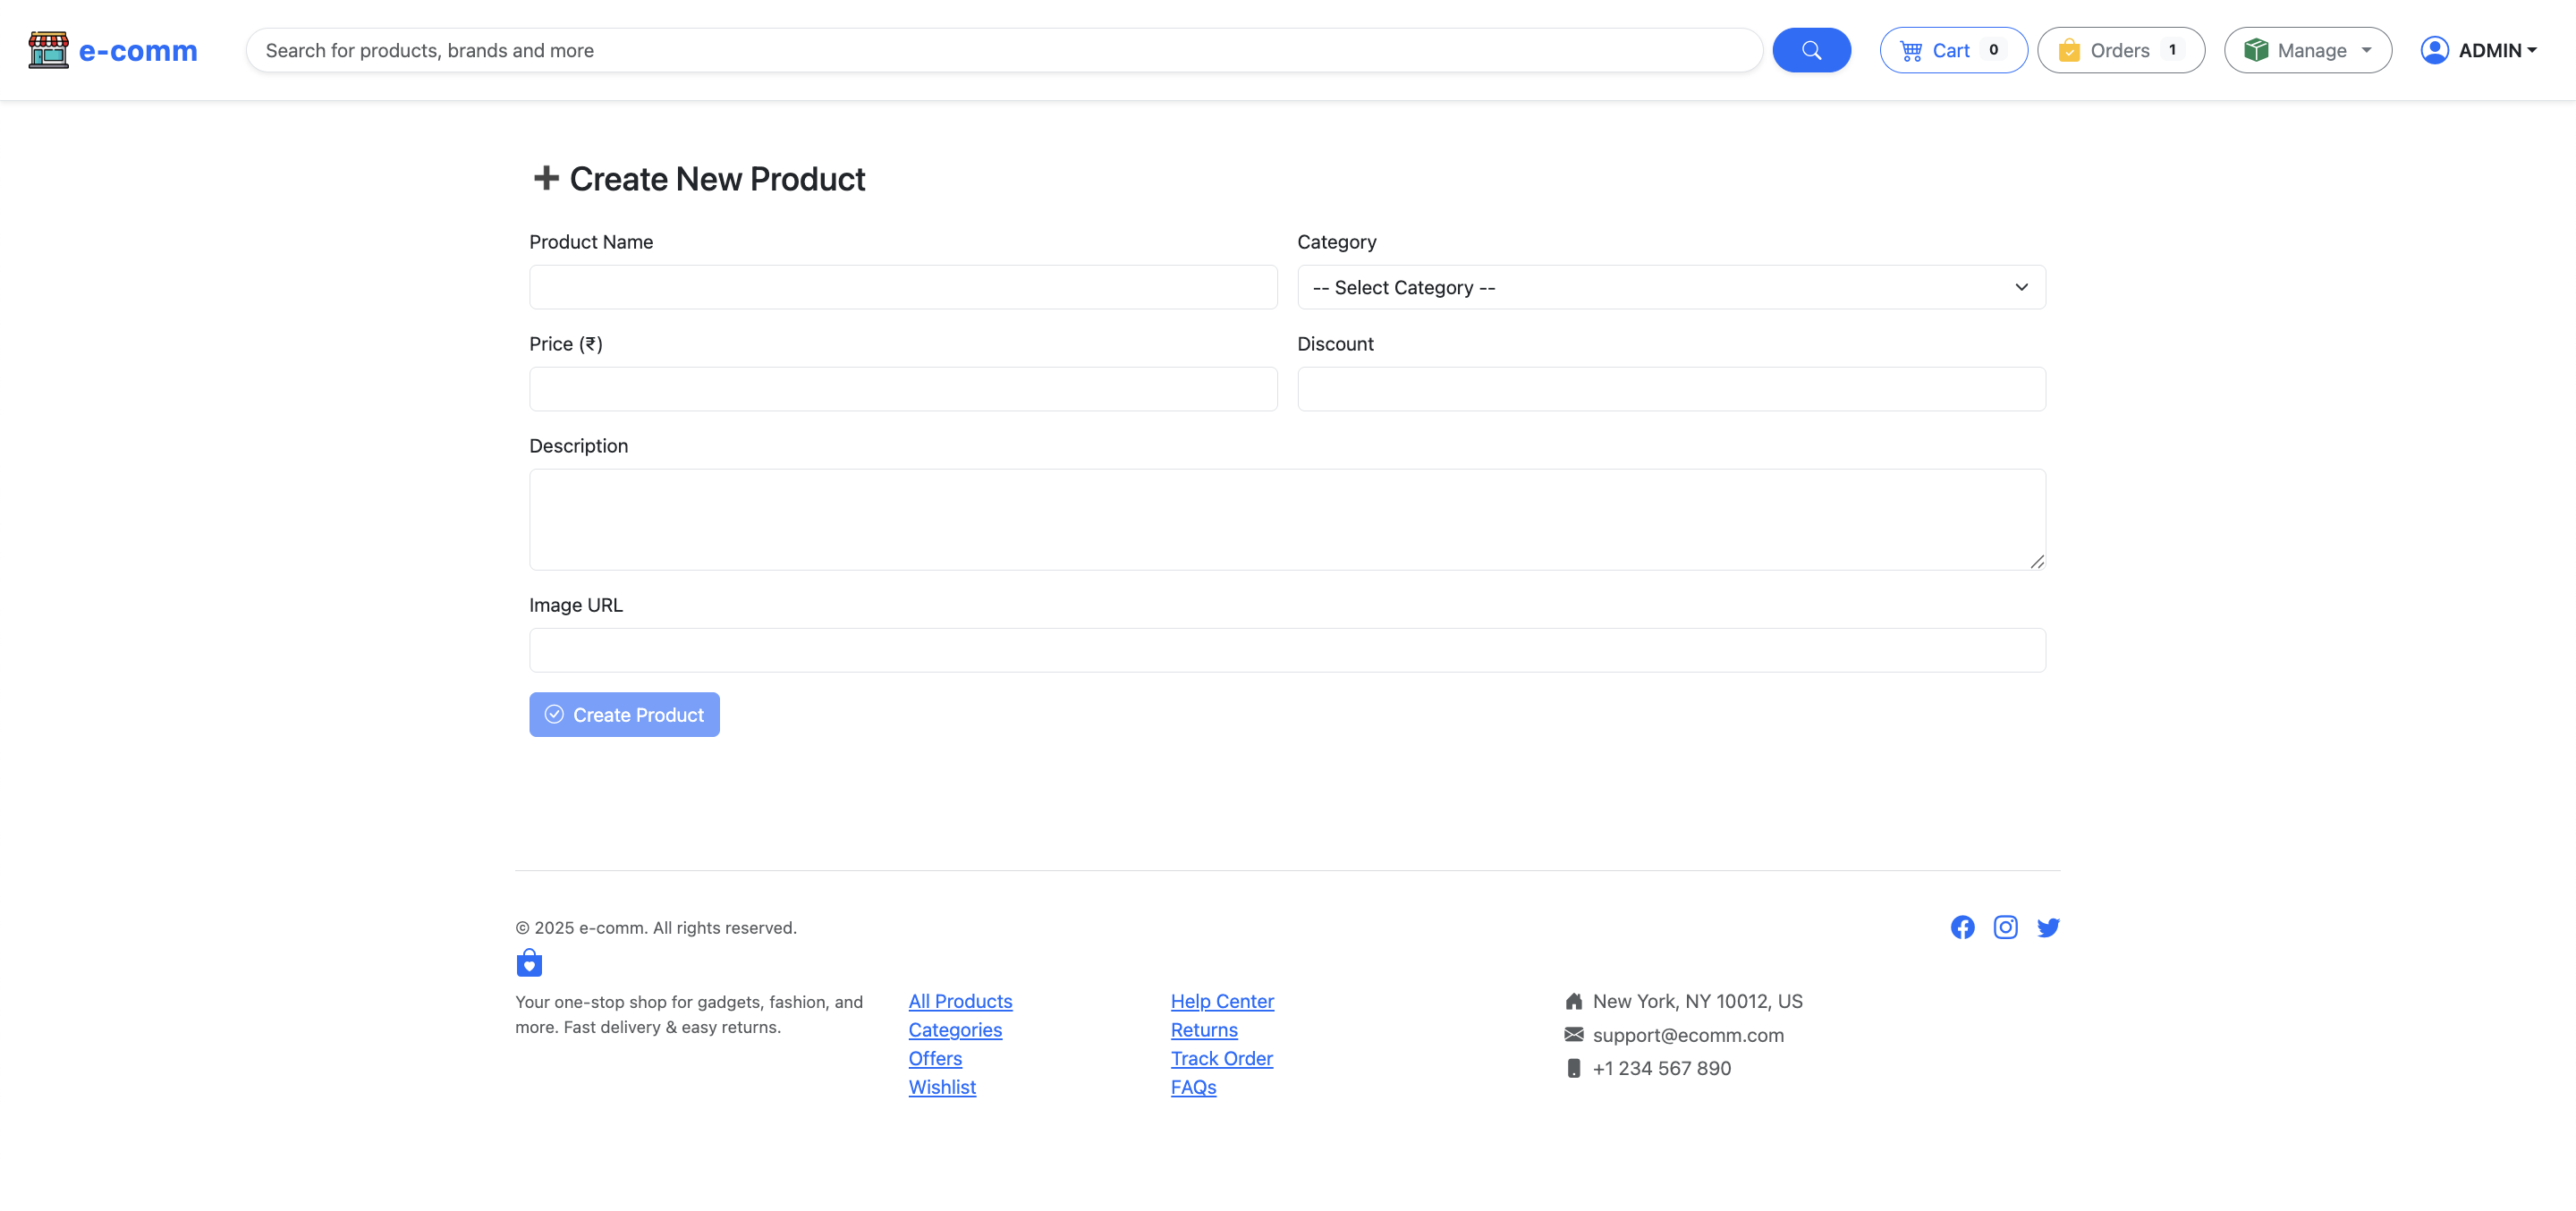 e-comm
Search for products, brands and more
Cart 0
Orders 1
Manage
ADMIN
Create New Product
Product Name
Category
-- Select Category --
Price (₹)
Discount
Description
Image URL
Create Product
© 2025 e-comm. All rights reserved.
Your one-stop shop for gadgets, fashion, and
more. Fast delivery & easy returns.
All Products
Categories
Offers
Wishlist
Help Center
Returns
Track Order
FAQs
New York, NY 10012, US
support@ecomm.com
+1 234 567 890